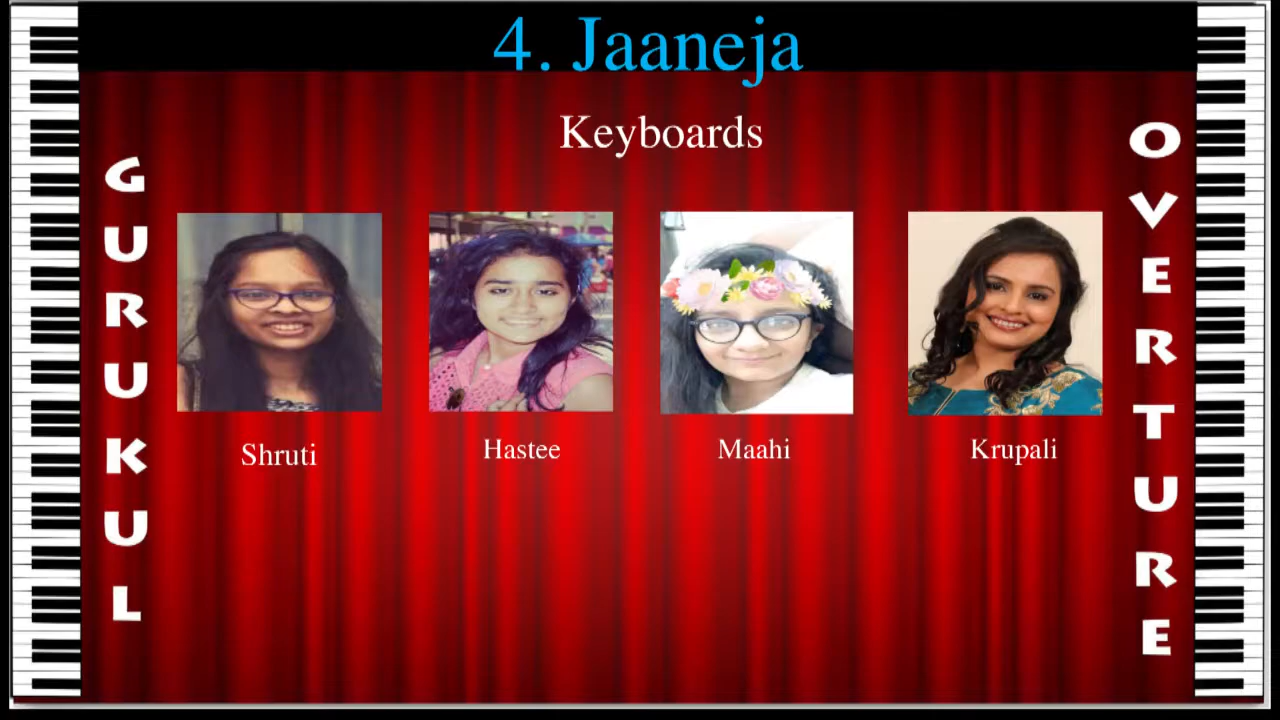 4. Jaaneja
Keyboards
GURUKUL
OVERTURE
Shruti
Hastee
Maahi
Krupali